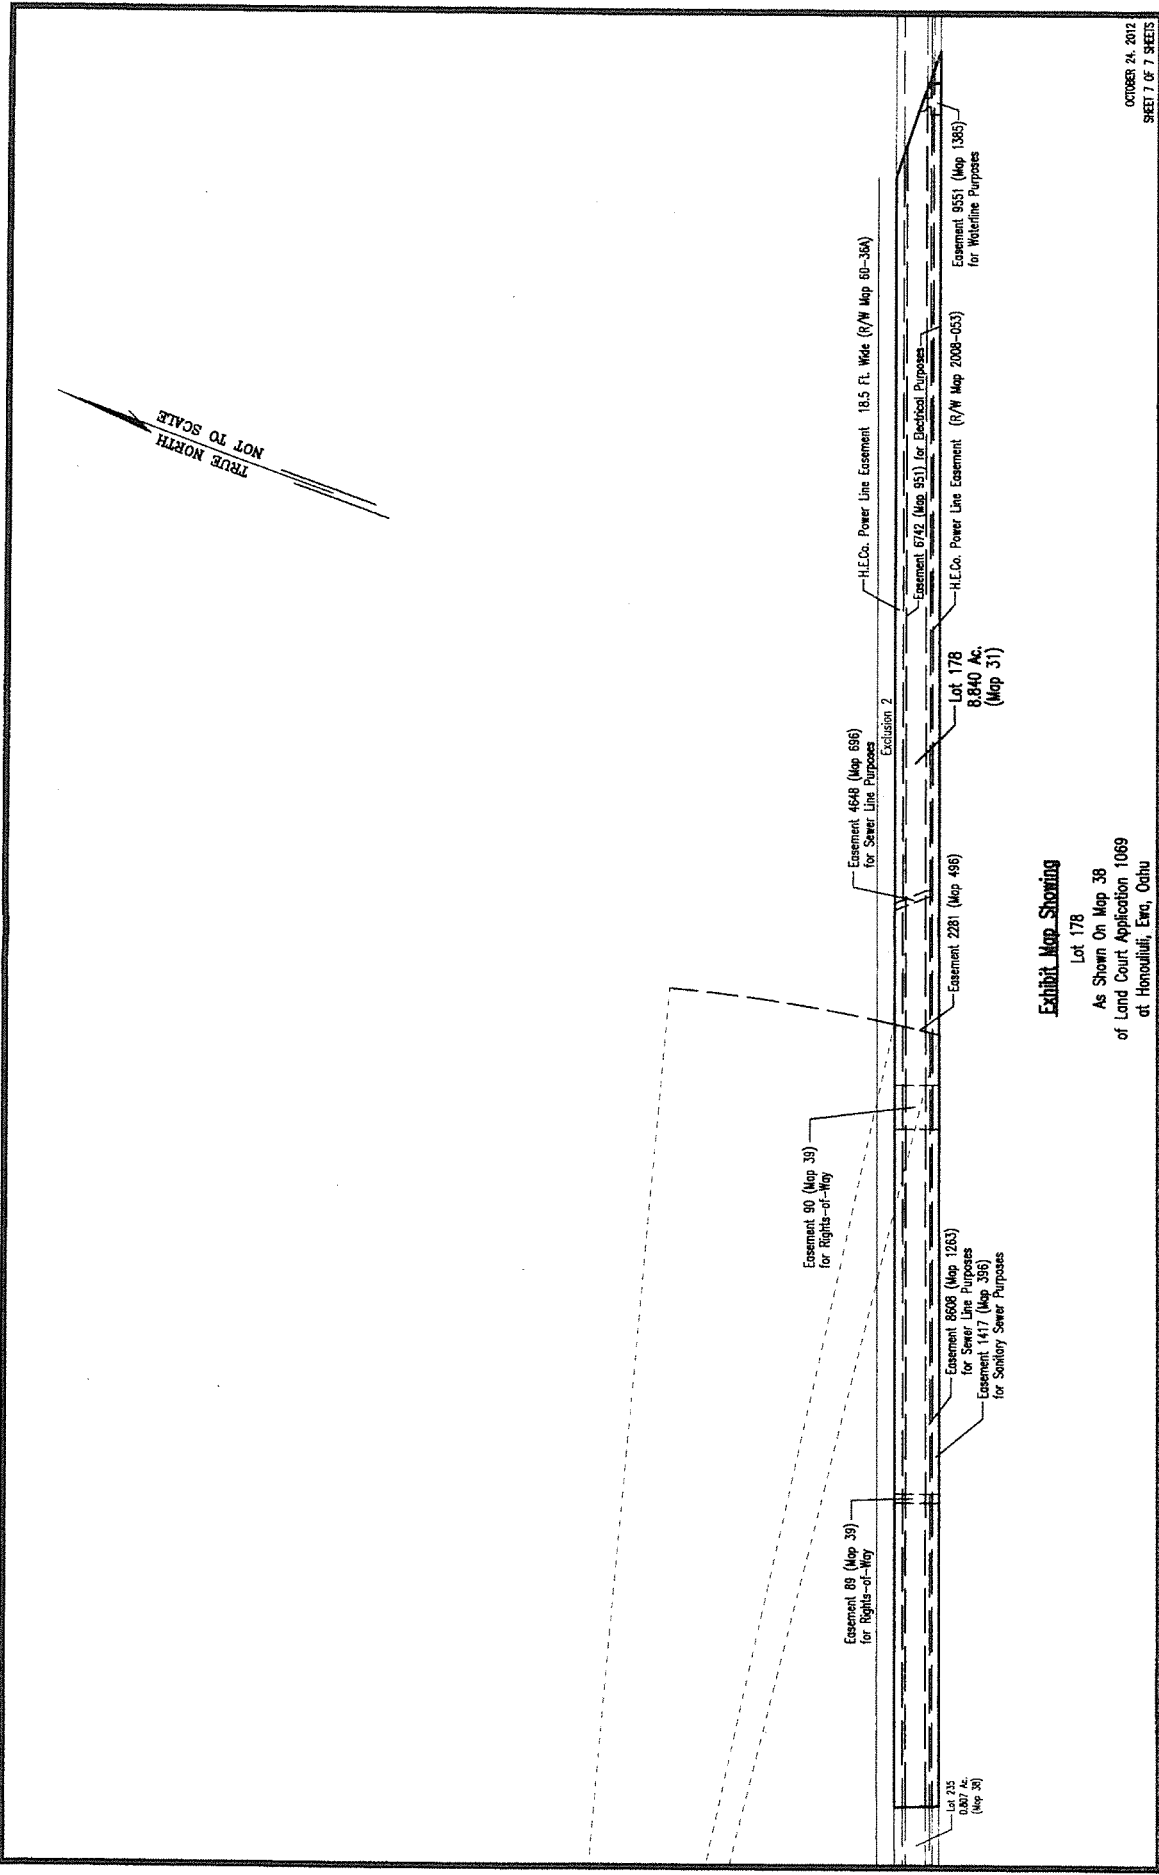 TRUE NORTH
NOT TO SCALE
H.E.Co. Power Line Easement 18.5 Ft. Wide (R/W Map 60-36A)
Exclusion 2
Easement 4648 (Map 696)
for Sewer Line Purposes
Easement 90 (Map 39)
for Rights-of-Way
Easement 89 (Map 39)
for Rights-of-Way
Easement 6742 (Map 951) for Electrical Purposes
Easement 9551 (Map 1385)
for Waterline Purposes
H.E.Co. Power Line Easement (R/W Map 2008-053)
Lot 178
8.840 Ac.
(Map 31)
Easement 2281 (Map 496)
Easement 8608 (Map 1263)
for Sewer Line Purposes
Easement 1417 (Map 396)
for Sanitary Sewer Purposes
Lot 235
0.807 Ac.
(Map 38)
Exhibit Map Showing
Lot 178
As Shown On Map 38
of Land Court Application 1069
at Honouliuli, Ewa, Oahu
OCTOBER 24, 2012
SHEET 7 OF 7 SHEETS